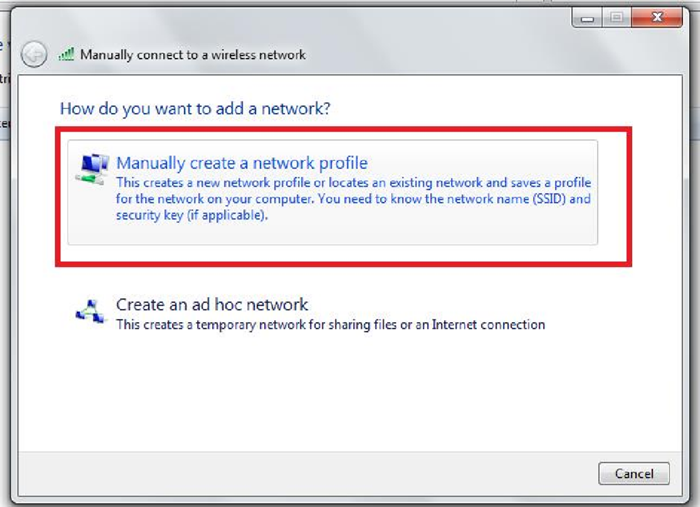 Manually connect to a wireless network
How do you want to add a network?
Manually create a network profile
This creates a new network profile or locates an existing network and saves a profile
for the network on your computer. You need to know the network name (SSID) and
security key (if applicable).
Create an ad hoc network
This creates a temporary network for sharing files or an Internet connection
Cancel